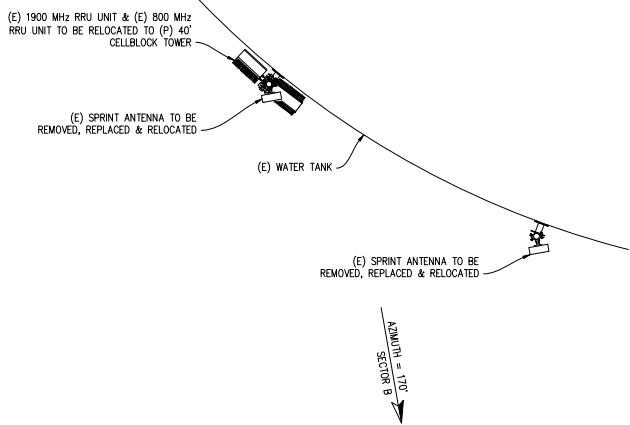 (E) 1900 MHz RRU UNIT & (E) 800 MHz
RRU UNIT TO BE RELOCATED TO (P) 40'
CELLBLOCK TOWER
(E) SPRINT ANTENNA TO BE
REMOVED, REPLACED & RELOCATED
(E) WATER TANK
(E) SPRINT ANTENNA TO BE
REMOVED, REPLACED & RELOCATED
AZIMUTH = 170°
SECTOR B